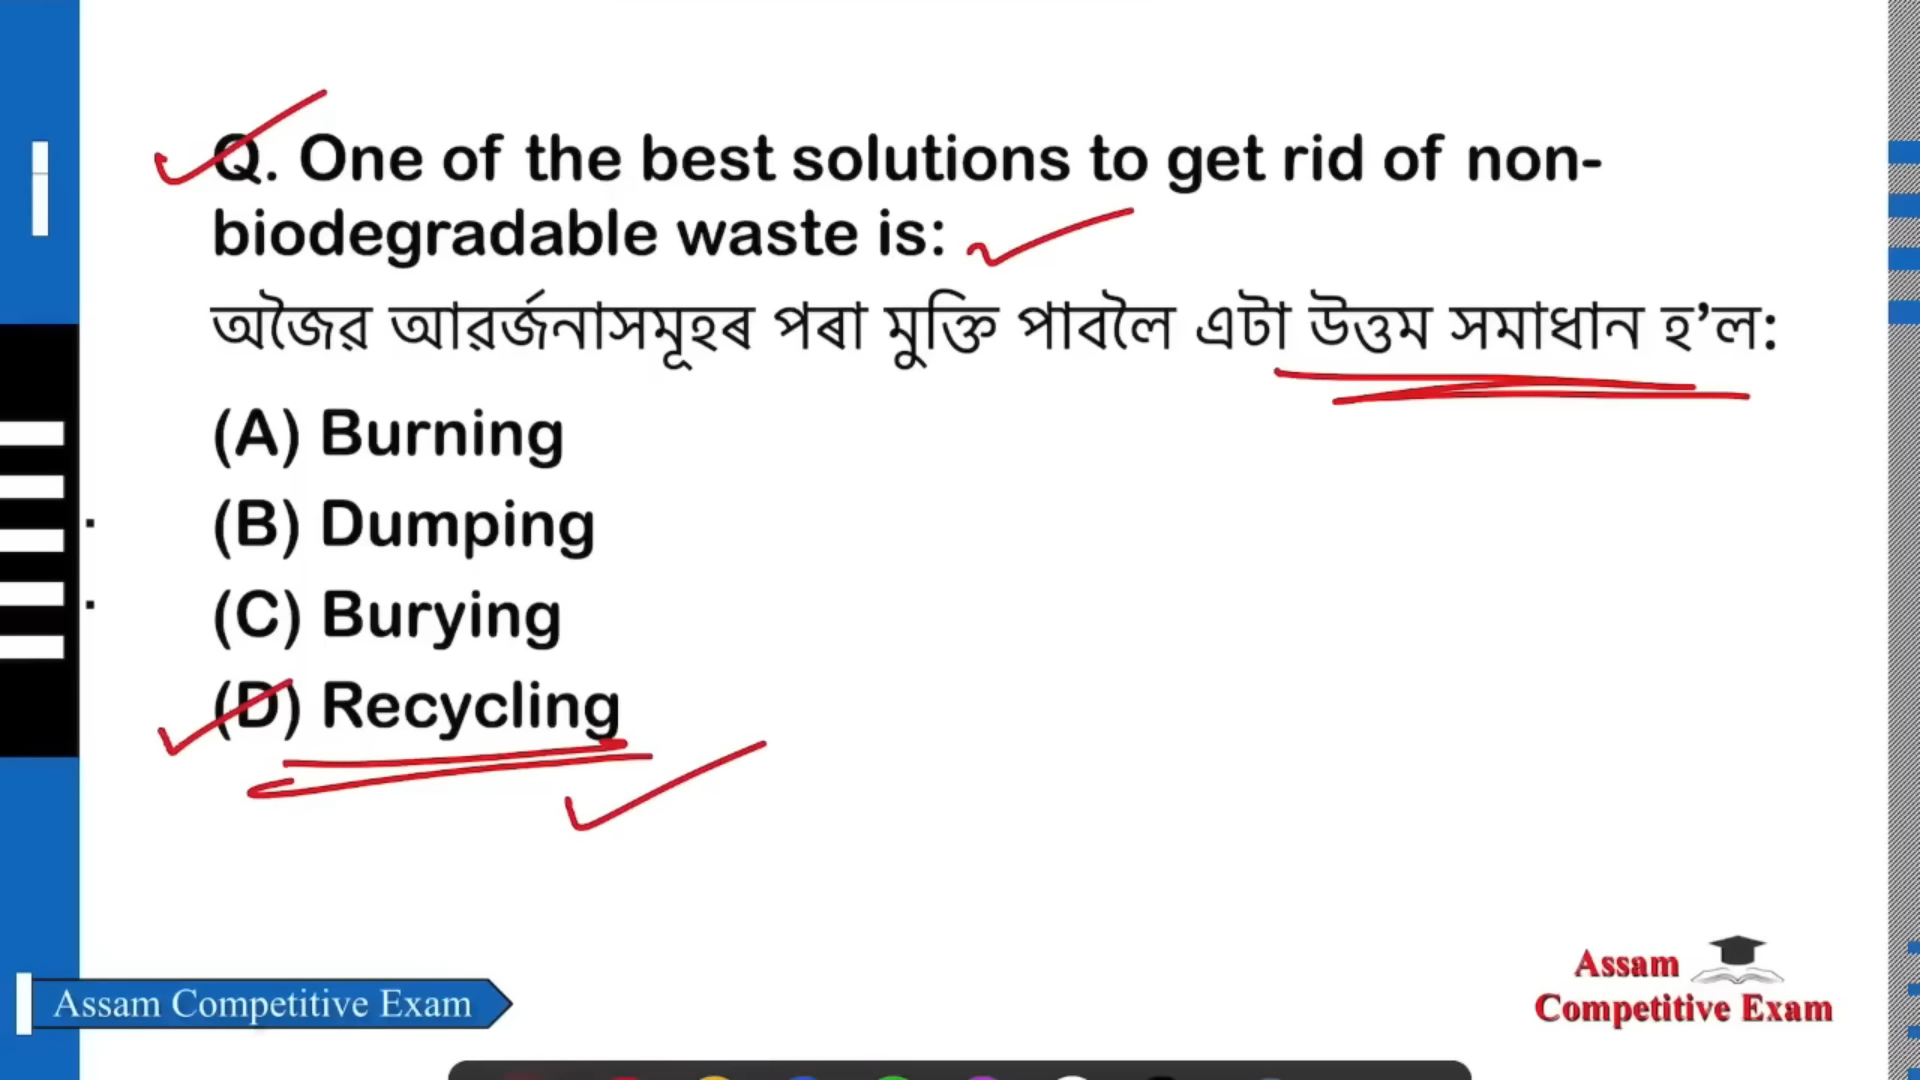 Q. One of the best solutions to get rid of non-
biodegradable waste is:
অজৈৱ আৱৰ্জনাসমূহৰ পৰা মুক্তি পাবলৈ এটা উত্তম সমাধান হ’ল:
(A) Burning
(B) Dumping
(C) Burying
(D) Recycling
Assam Competitive Exam
Assam
Competitive Exam